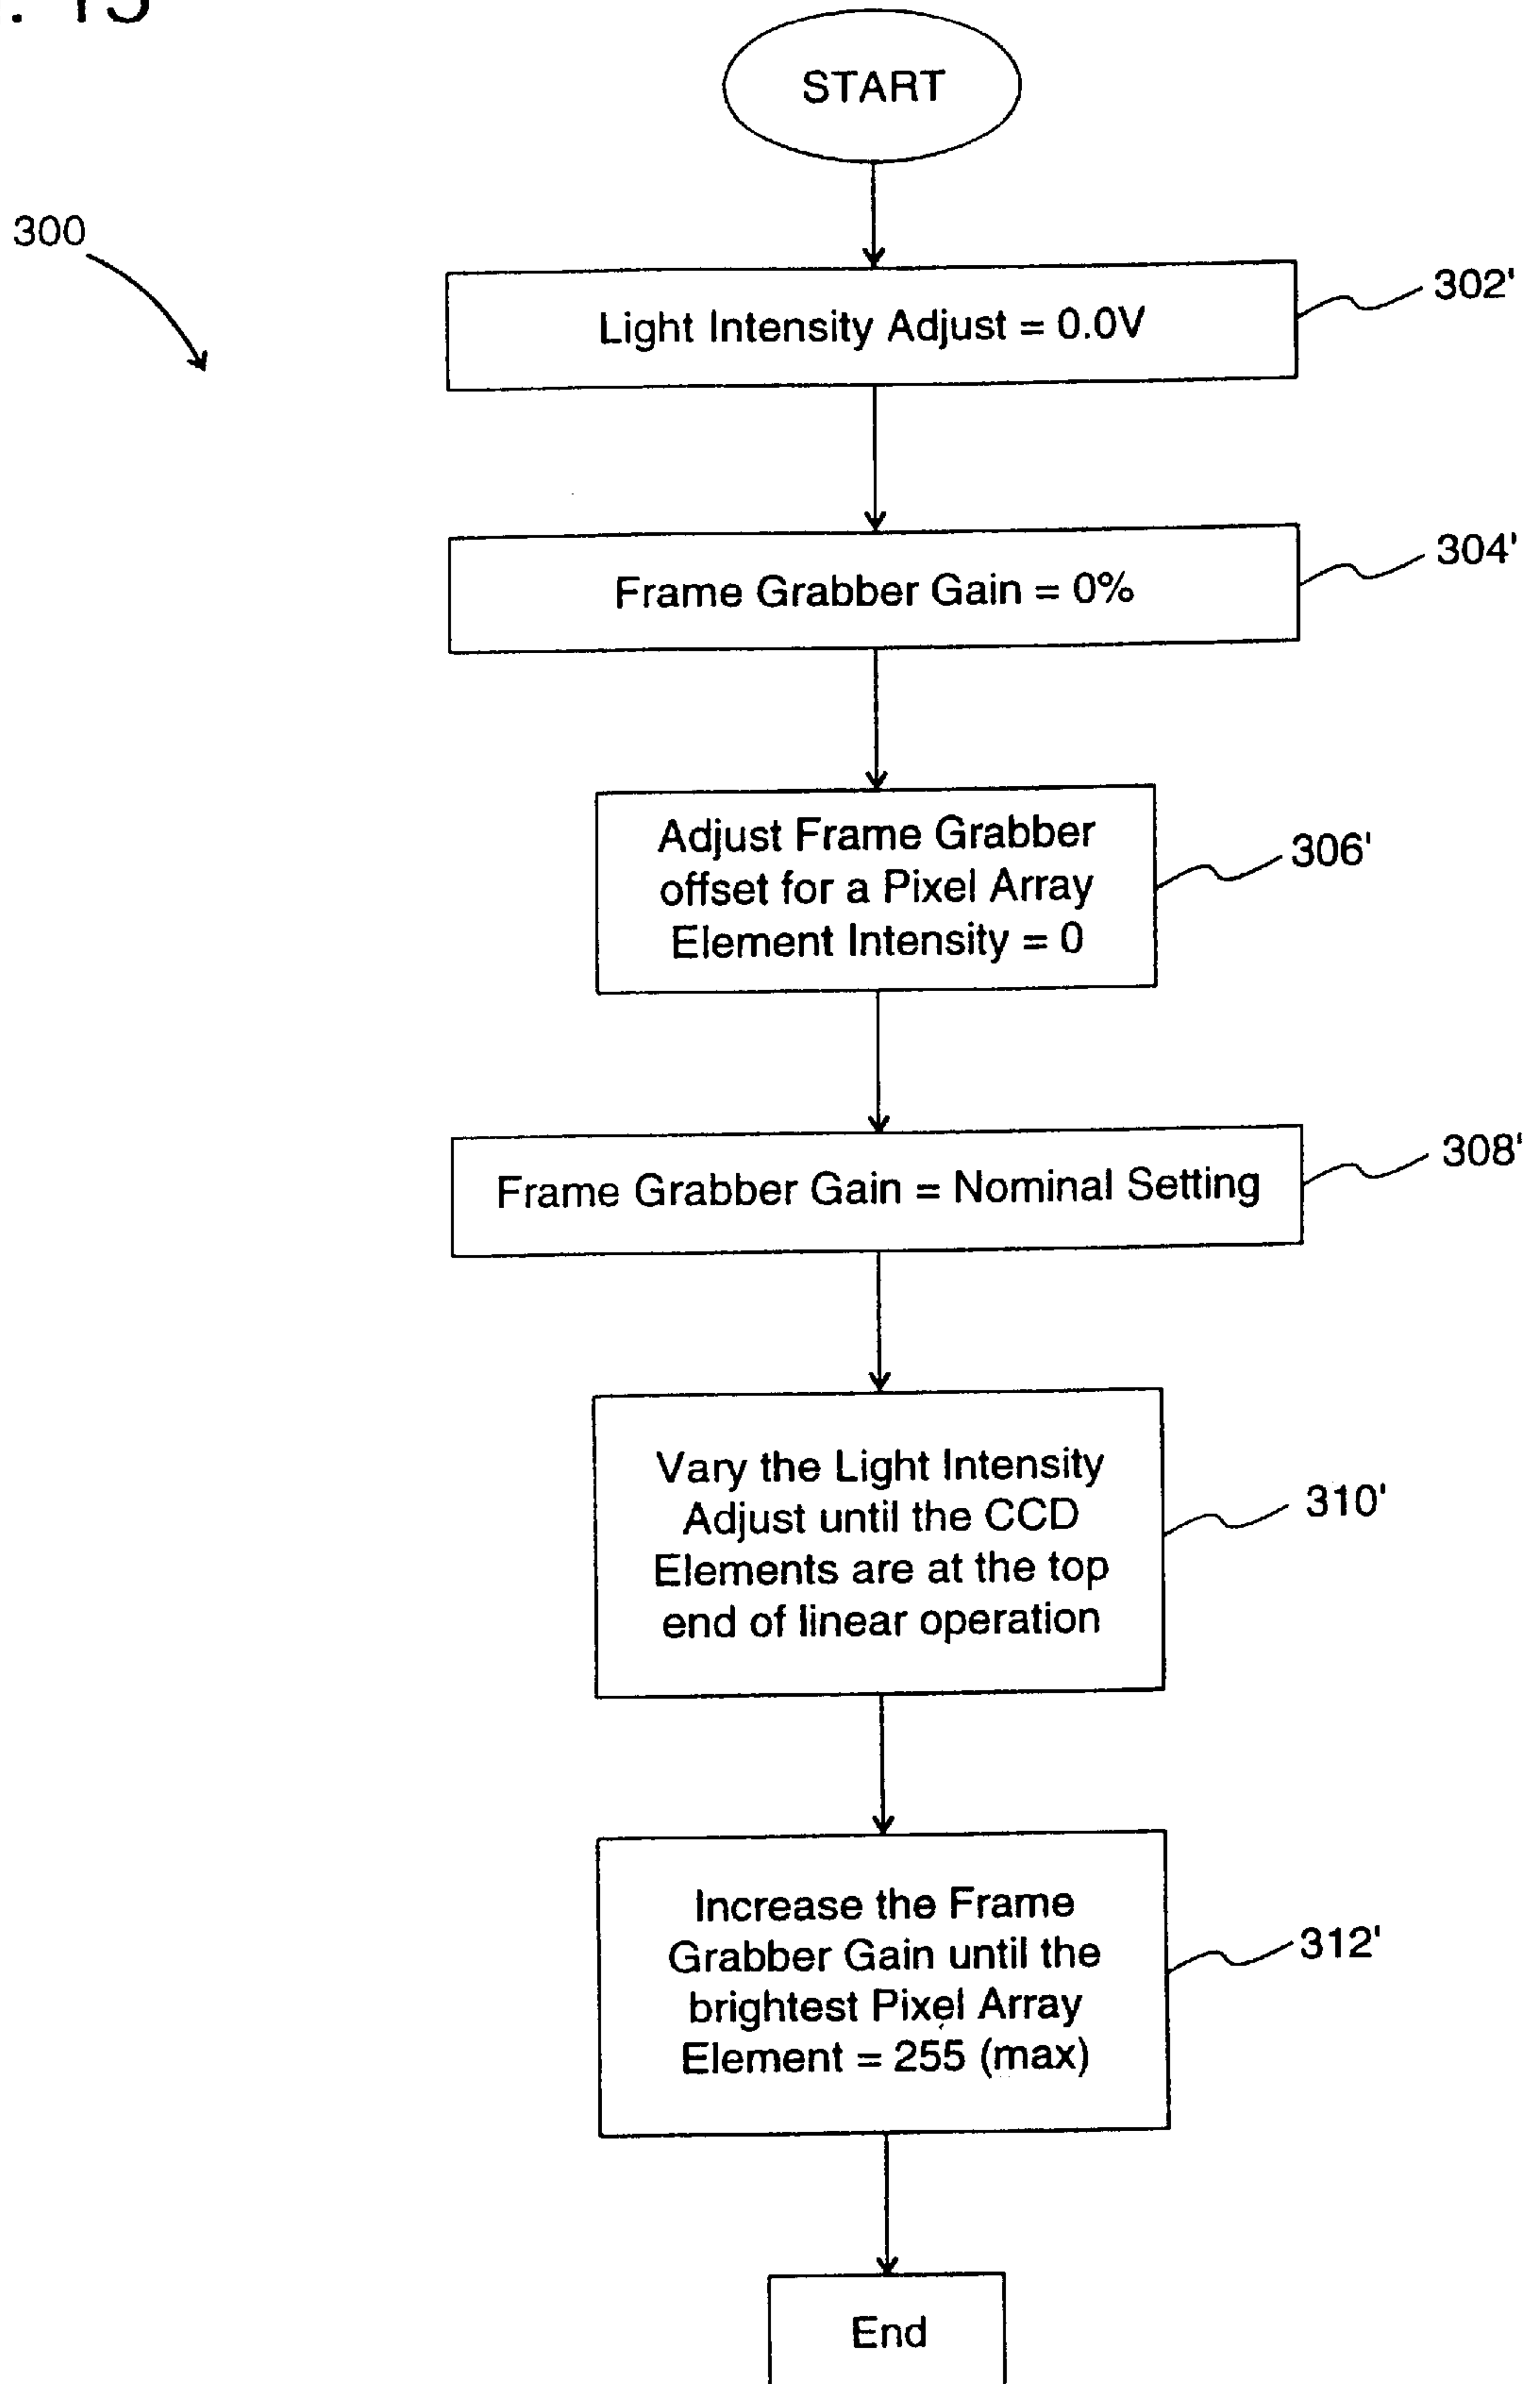 15
START
300
302'
Light Intensity Adjust = 0.0V
304'
Frame Grabber Gain = 0%
Adjust Frame Grabber
offset for a Pixel Array
Element Intensity = 0
306'
308'
Frame Grabber Gain = Nominal Setting
Vary the Light Intensity
Adjust until the CCD
Elements are at the top
end of linear operation
310'
Increase the Frame
Grabber Gain until the
brightest Pixel Array
Element = 255 (max)
312'
End